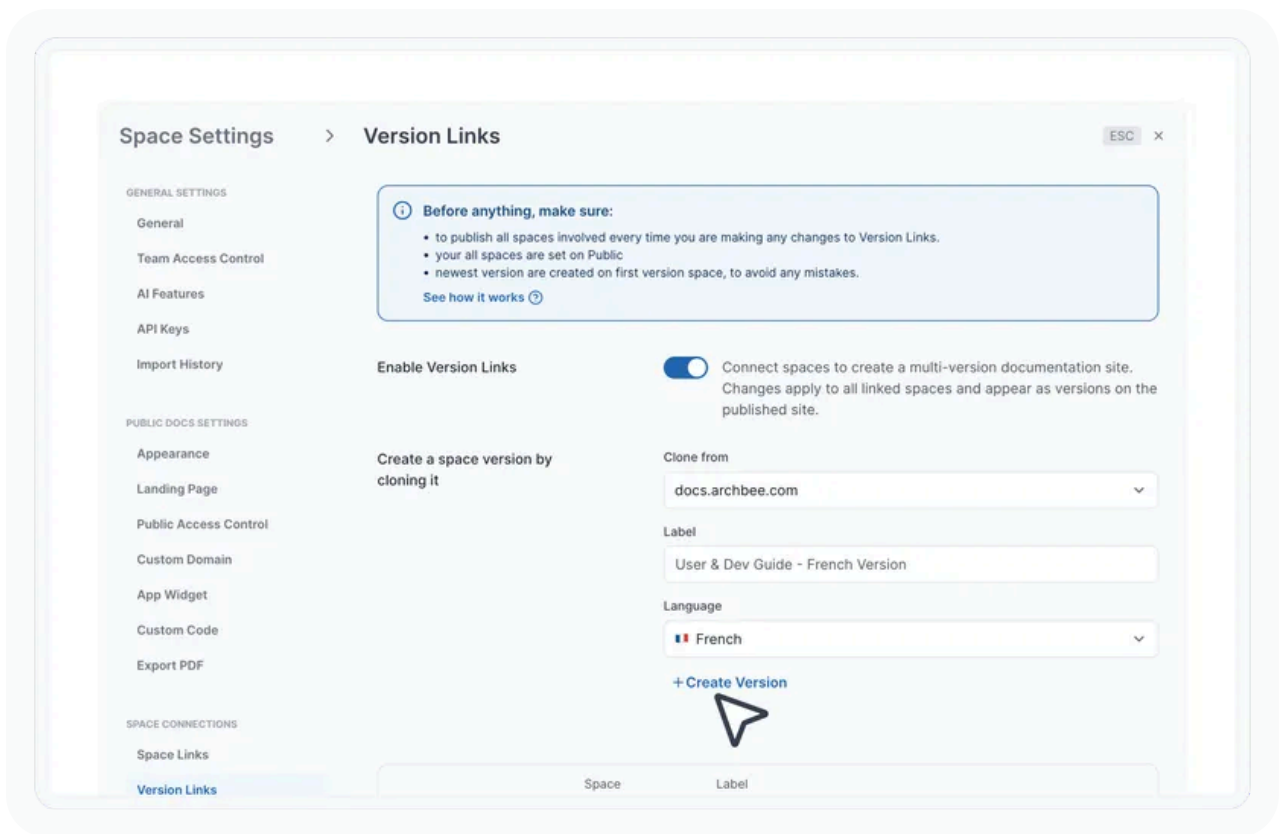 Space Settings > Version Links
ESC ×
GENERAL SETTINGS
General
Team Access Control
AI Features
API Keys
Import History
PUBLIC DOCS SETTINGS
Appearance
Landing Page
Public Access Control
Custom Domain
App Widget
Custom Code
Export PDF
SPACE CONNECTIONS
Space Links
Version Links
Before anything, make sure:
• to publish all spaces involved every time you are making any changes to Version Links.
• your all spaces are set on Public
• newest version are created on first version space, to avoid any mistakes.
See how it works
Enable Version Links
Connect spaces to create a multi-version documentation site.
Changes apply to all linked spaces and appear as versions on the
published site.
Create a space version by
cloning it
Clone from
docs.archbee.com
Label
User & Dev Guide - French Version
Language
French
+ Create Version
Space Label